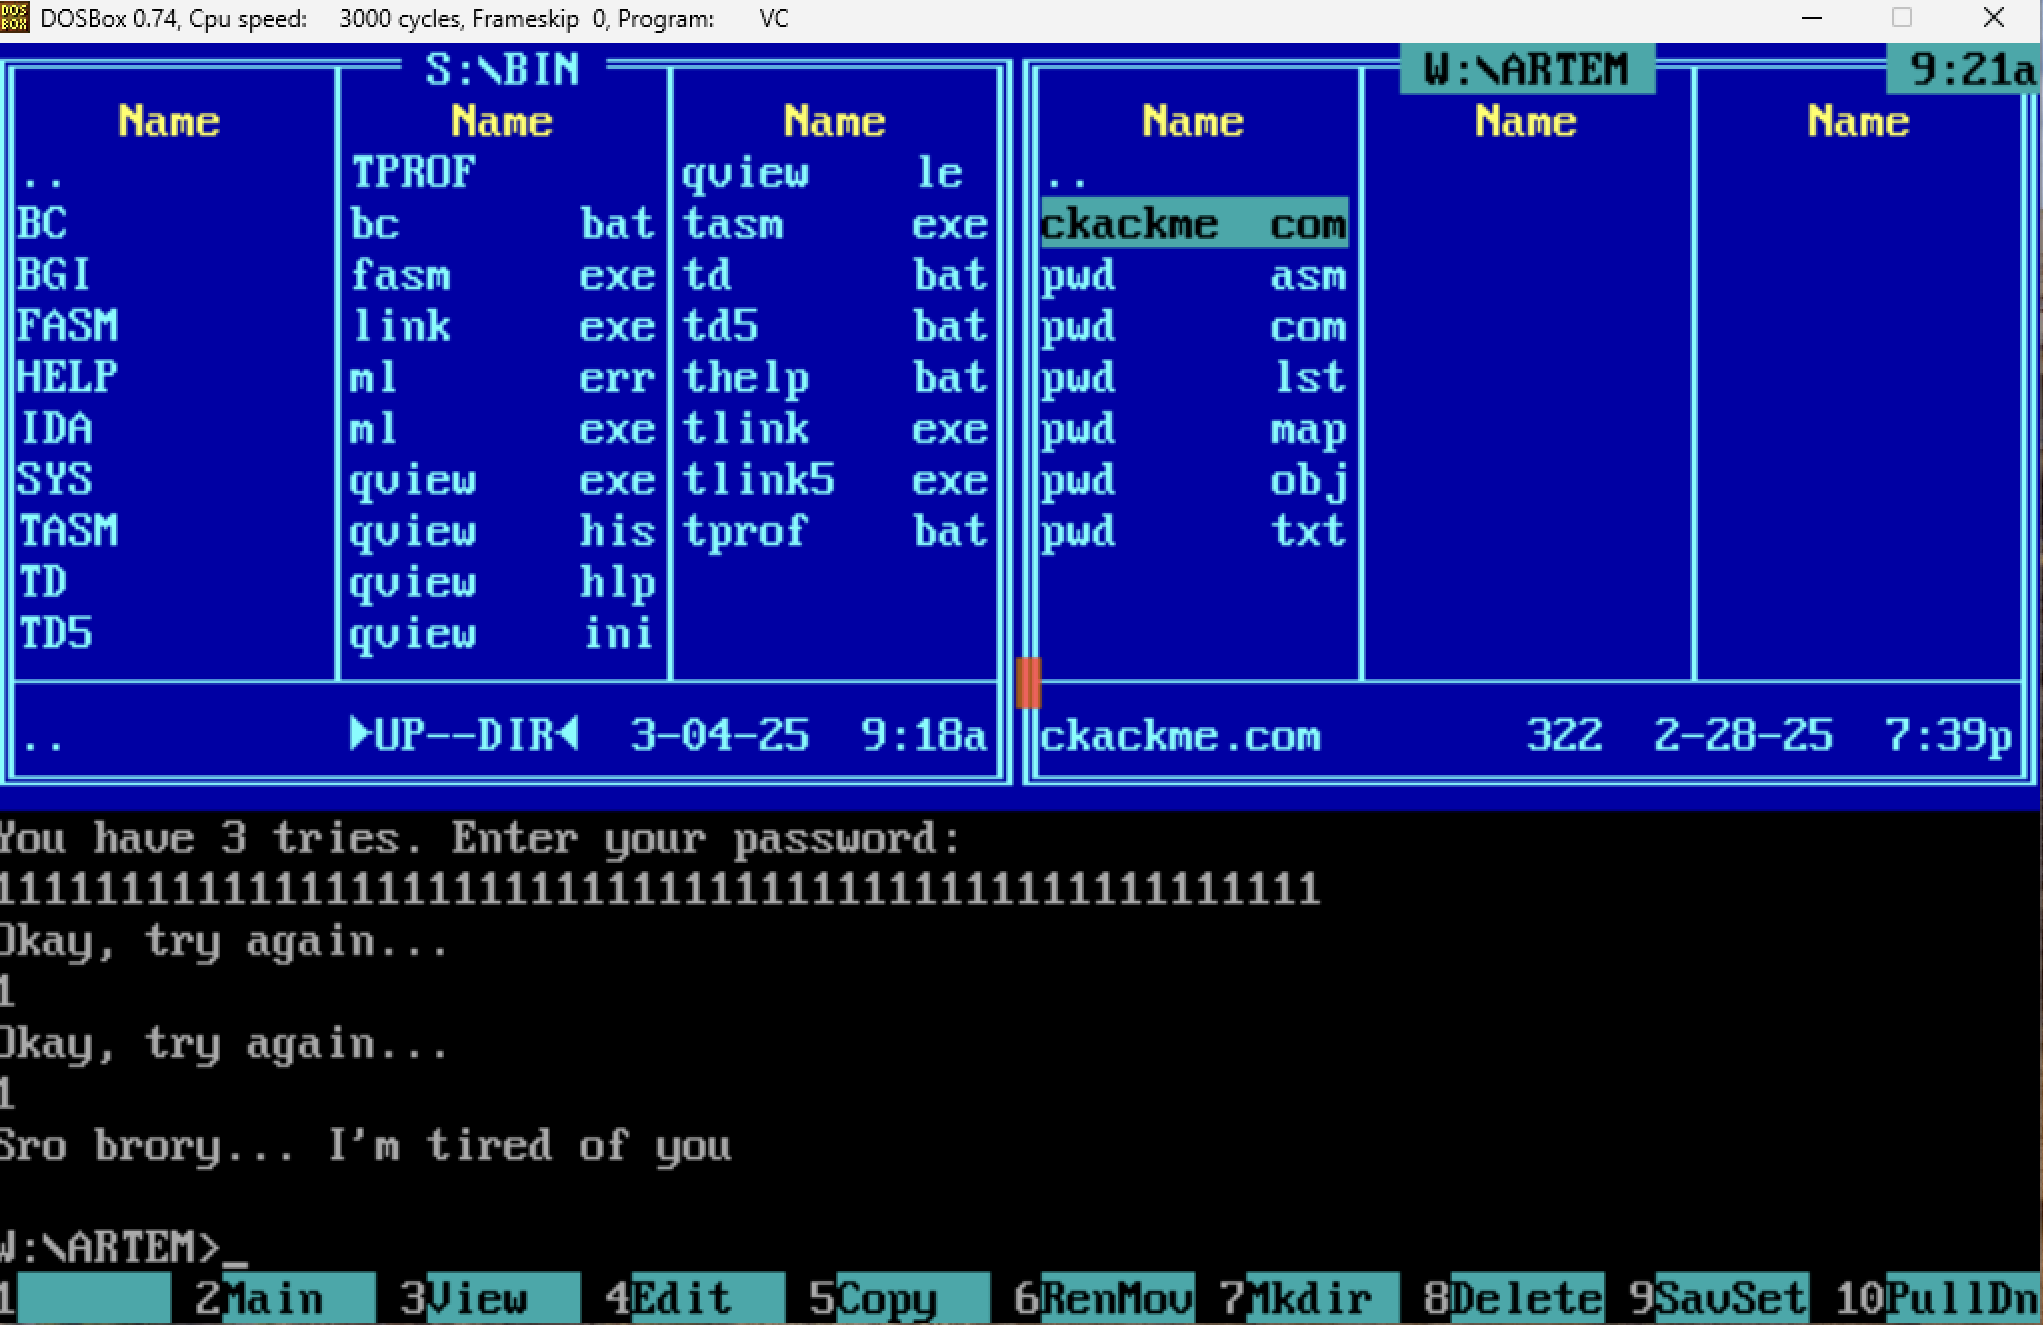 DOSBox 0.74, Cpu speed: 3000 cycles, Frameskip 0, Program: VC
S:\BIN W:\ARTEM 9:21a
Name Name Name Name Name Name
.. TPROF qview le ..
BC bc bat tasm exe ckackme com
BGI fasm exe td bat pwd asm
FASM link exe td5 bat pwd com
HELP ml err thelp bat pwd lst
IDA ml exe tlink exe pwd map
SYS qview exe tlink5 exe pwd obj
TASM qview his tprof bat pwd txt
TD qview hlp
TD5 qview ini
.. ►UP--DIR◄ 3-04-25 9:18a ckackme.com 322 2-28-25 7:39p
You have 3 tries. Enter your password:
1111111111111111111111111111111111111111111111111111
Okay, try again...
1
Okay, try again...
1
Sro brory... I'm tired of you
W:\ARTEM>_
1 2Main 3View 4Edit 5Copy 6RenMov 7Mkdir 8Delete 9SavSet 10PullDn